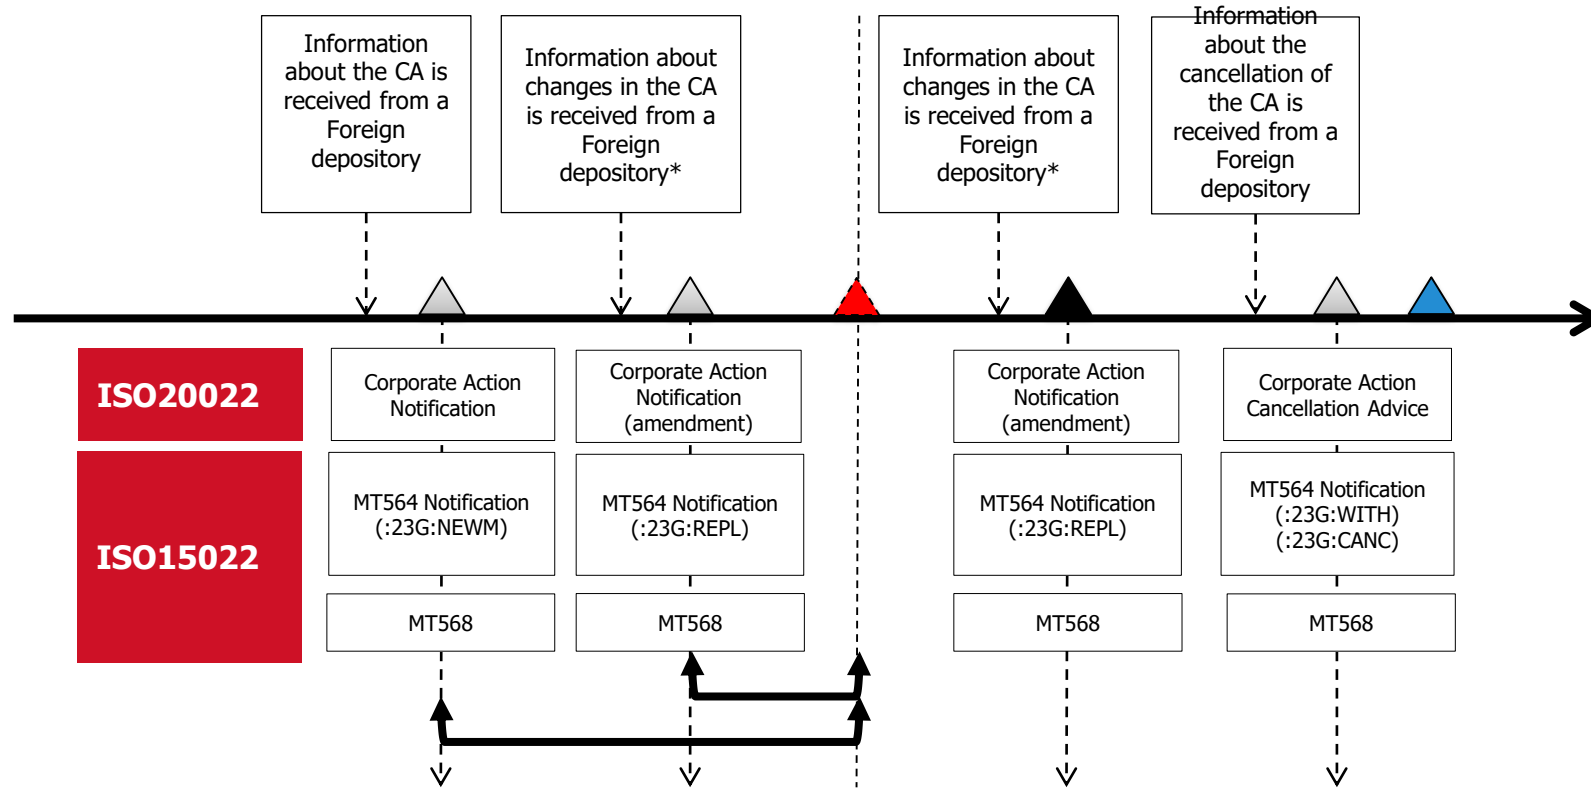 Information
about the CA is
received from a
Foreign
depository
Information about
changes in the CA
is received from a
Foreign
depository*
Information about
changes in the CA
is received from a
Foreign
depository*
Information
about the
cancellation of
the CA is
received from a
Foreign
depository
ISO20022
Corporate Action
Notification
Corporate Action
Notification
(amendment)
Corporate Action
Notification
(amendment)
Corporate Action
Cancellation Advice
ISO15022
MT564 Notification
(:23G:NEWM)
MT564 Notification
(:23G:REPL)
MT564 Notification
(:23G:REPL)
MT564 Notification
(:23G:WITH)
(:23G:CANC)
MT568
MT568
MT568
MT568